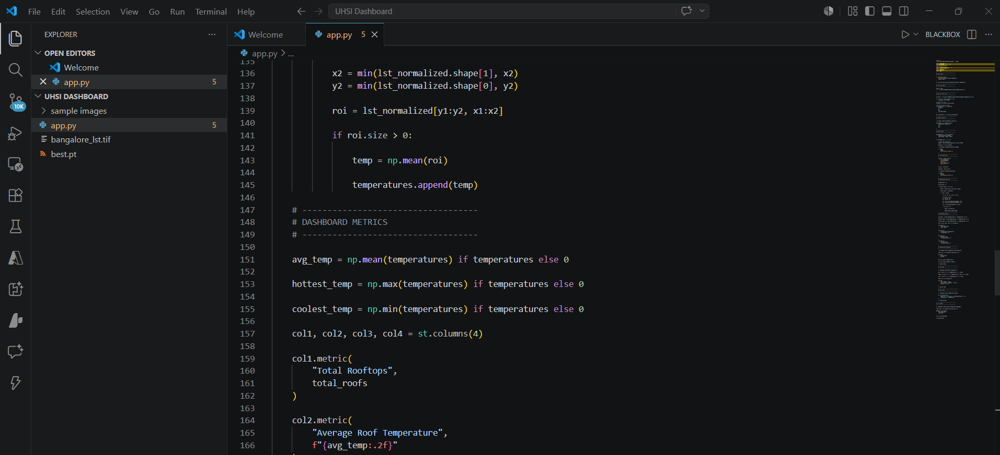 File Edit Selection View Go Run Terminal Help
UHSI Dashboard
EXPLORER
OPEN EDITORS
Welcome
app.py 5
UHSI DASHBOARD
sample images
app.py 5
bangalore_lst.tif
best.pt
10K
Welcome
app.py 5
BLACKBOX
app.py > ...
135
136 x2 = min(lst_normalized.shape[1], x2)
137 y2 = min(lst_normalized.shape[0], y2)
138
139 roi = lst_normalized[y1:y2, x1:x2]
140
141 if roi.size > 0:
142
143 temp = np.mean(roi)
144
145 temperatures.append(temp)
146
147 # -----------------------------------
148 # DASHBOARD METRICS
149 # -----------------------------------
150
151 avg_temp = np.mean(temperatures) if temperatures else 0
152
153 hottest_temp = np.max(temperatures) if temperatures else 0
154
155 coolest_temp = np.min(temperatures) if temperatures else 0
156
157 col1, col2, col3, col4 = st.columns(4)
158
159 col1.metric(
160 "Total Rooftops",
161 total_roofs
162 )
163
164 col2.metric(
165 "Average Roof Temperature",
166 f"{avg_temp:.2f}"